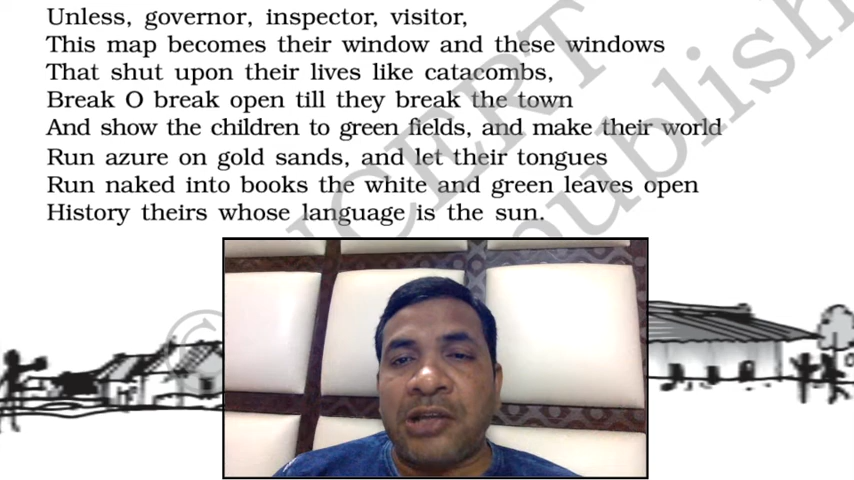 Unless, governor, inspector, visitor,
This map becomes their window and these windows
That shut upon their lives like catacombs,
Break O break open till they break the town
And show the children to green fields, and make their world
Run azure on gold sands, and let their tongues
Run naked into books the white and green leaves open
History theirs whose language is the sun.
© NCERT
republish